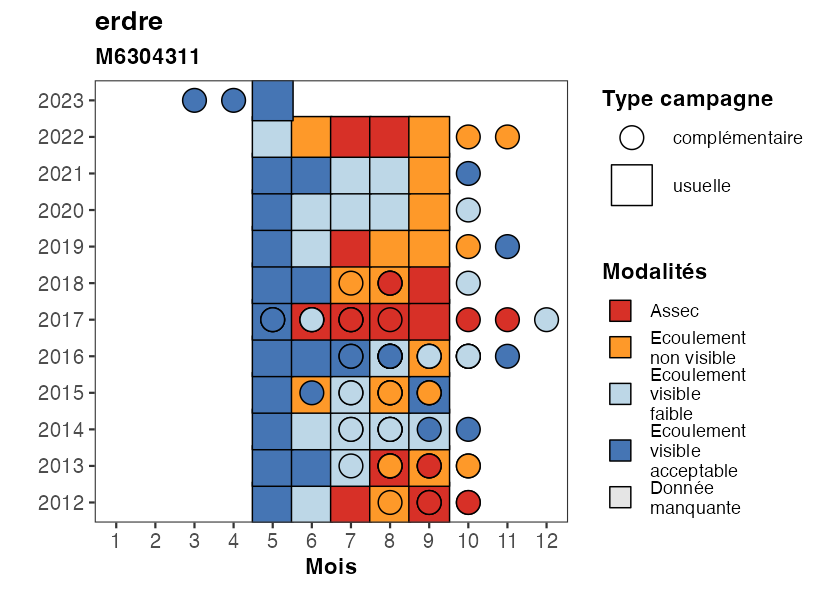 erdre
M6304311
2023
2022
2021
2020
2019
2018
2017
2016
2015
2014
2013
2012
1 2 3 4 5 6 7 8 9 10 11 12
Mois
Type campagne
complémentaire
usuelle
Modalités
Assec
Ecoulement
non visible
Ecoulement
visible
faible
Ecoulement
visible
acceptable
Donnée
manquante